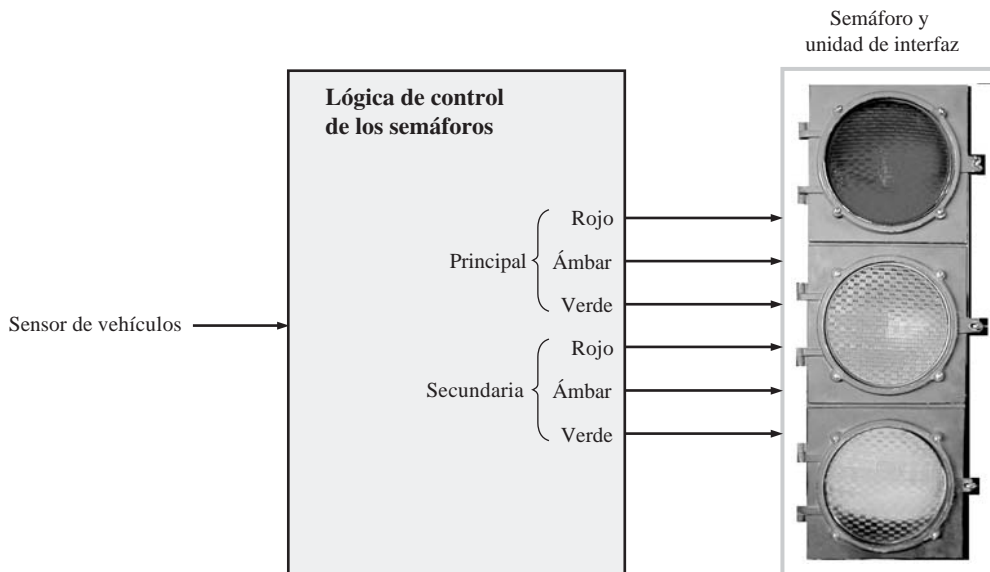 Semáforo y
unidad de interfaz
Lógica de control
de los semáforos
Rojo
Principal
Ámbar
Verde
Sensor de vehículos
Rojo
Secundaria
Ámbar
Verde